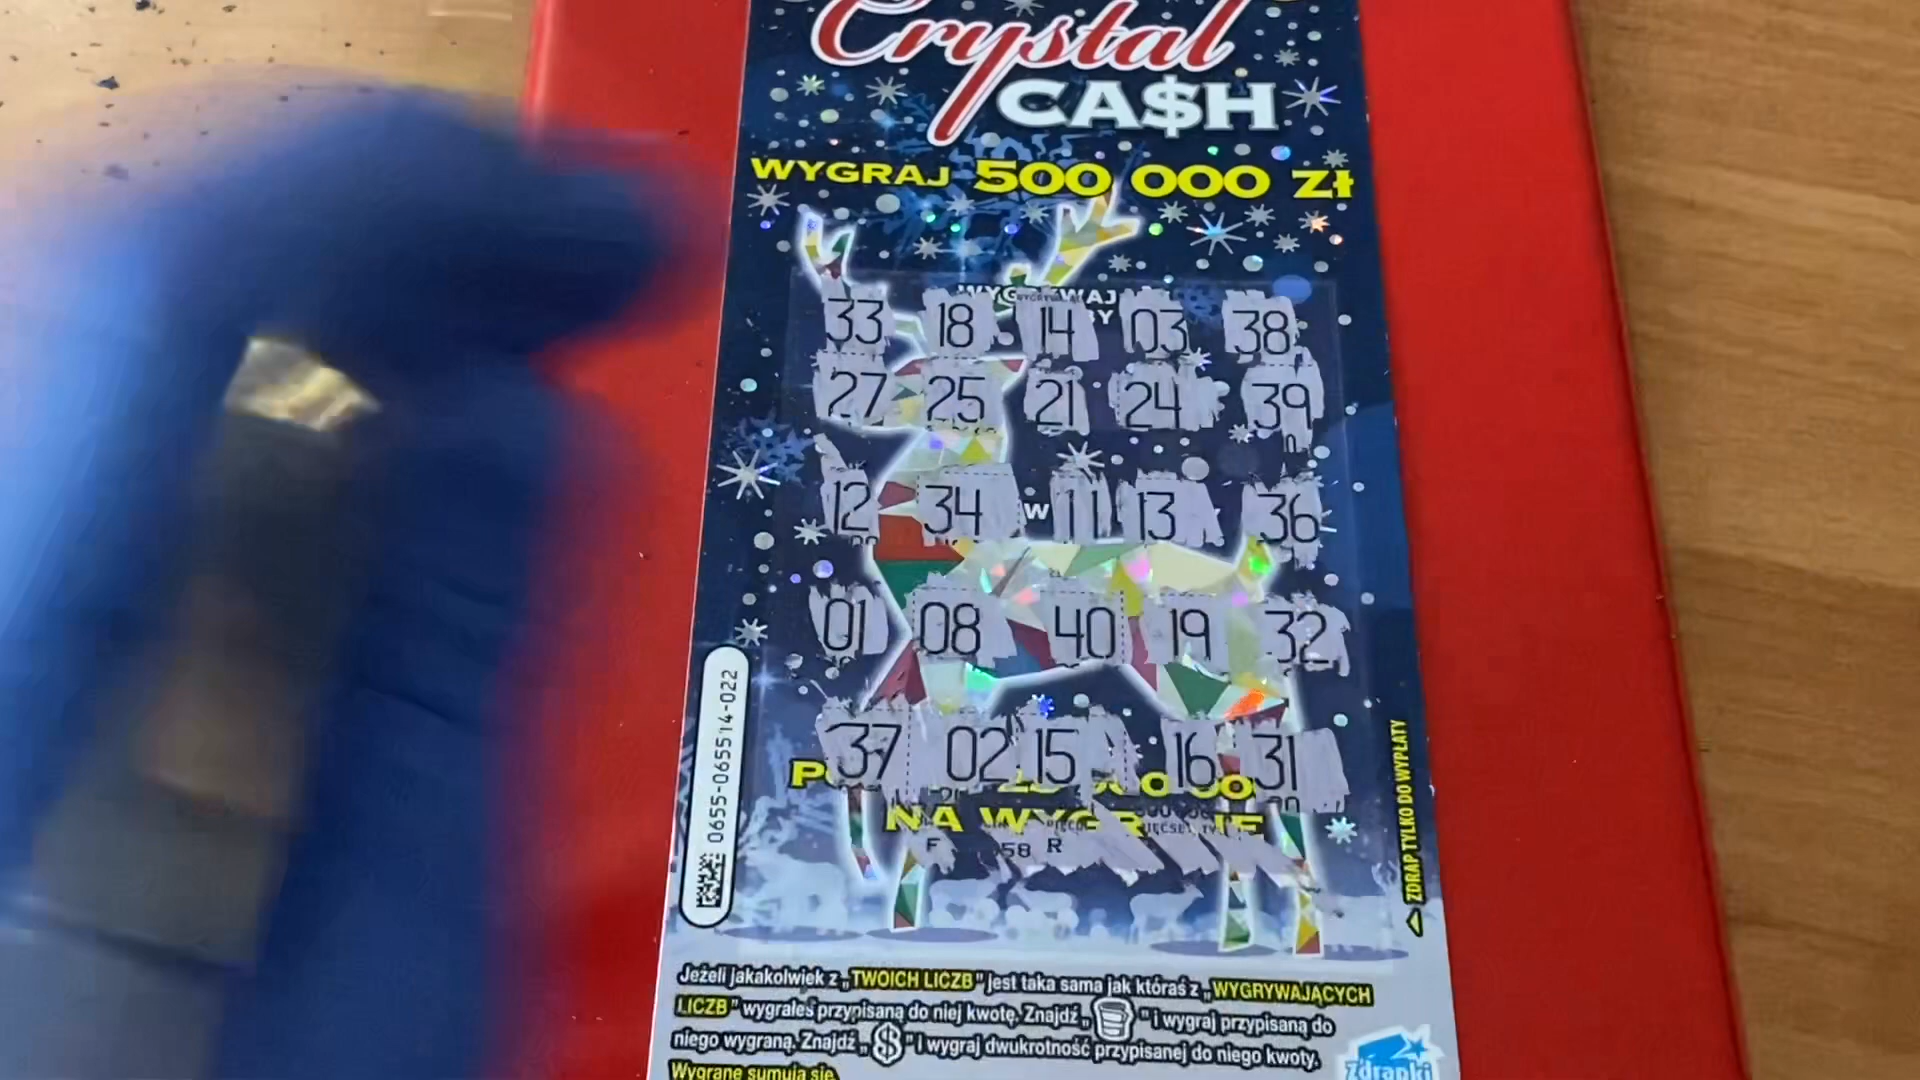 Crystal
CA$H
WYGRAJ 500 000 ZŁ
33 18 14 03 38
27 25 21 24 39
12 34 11 13 36
01 08 40 19 32
37 02 15 16 31
NA
F 58 R
0655-065514-022
ZDRAP TYLKO DO WYPŁATY
Jeżeli jakakolwiek z „TWOICH LICZB" jest taka sama jak któraś z „WYGRYWAJĄCYCH
LICZB" wygrałeś przypisaną do niej kwotę. Znajdź „ " i wygraj przypisaną do
niego wygraną. Znajdź „$" i wygraj dwukrotność przypisanej do niego kwoty.
Wygrane sumują się.
Zdrapki